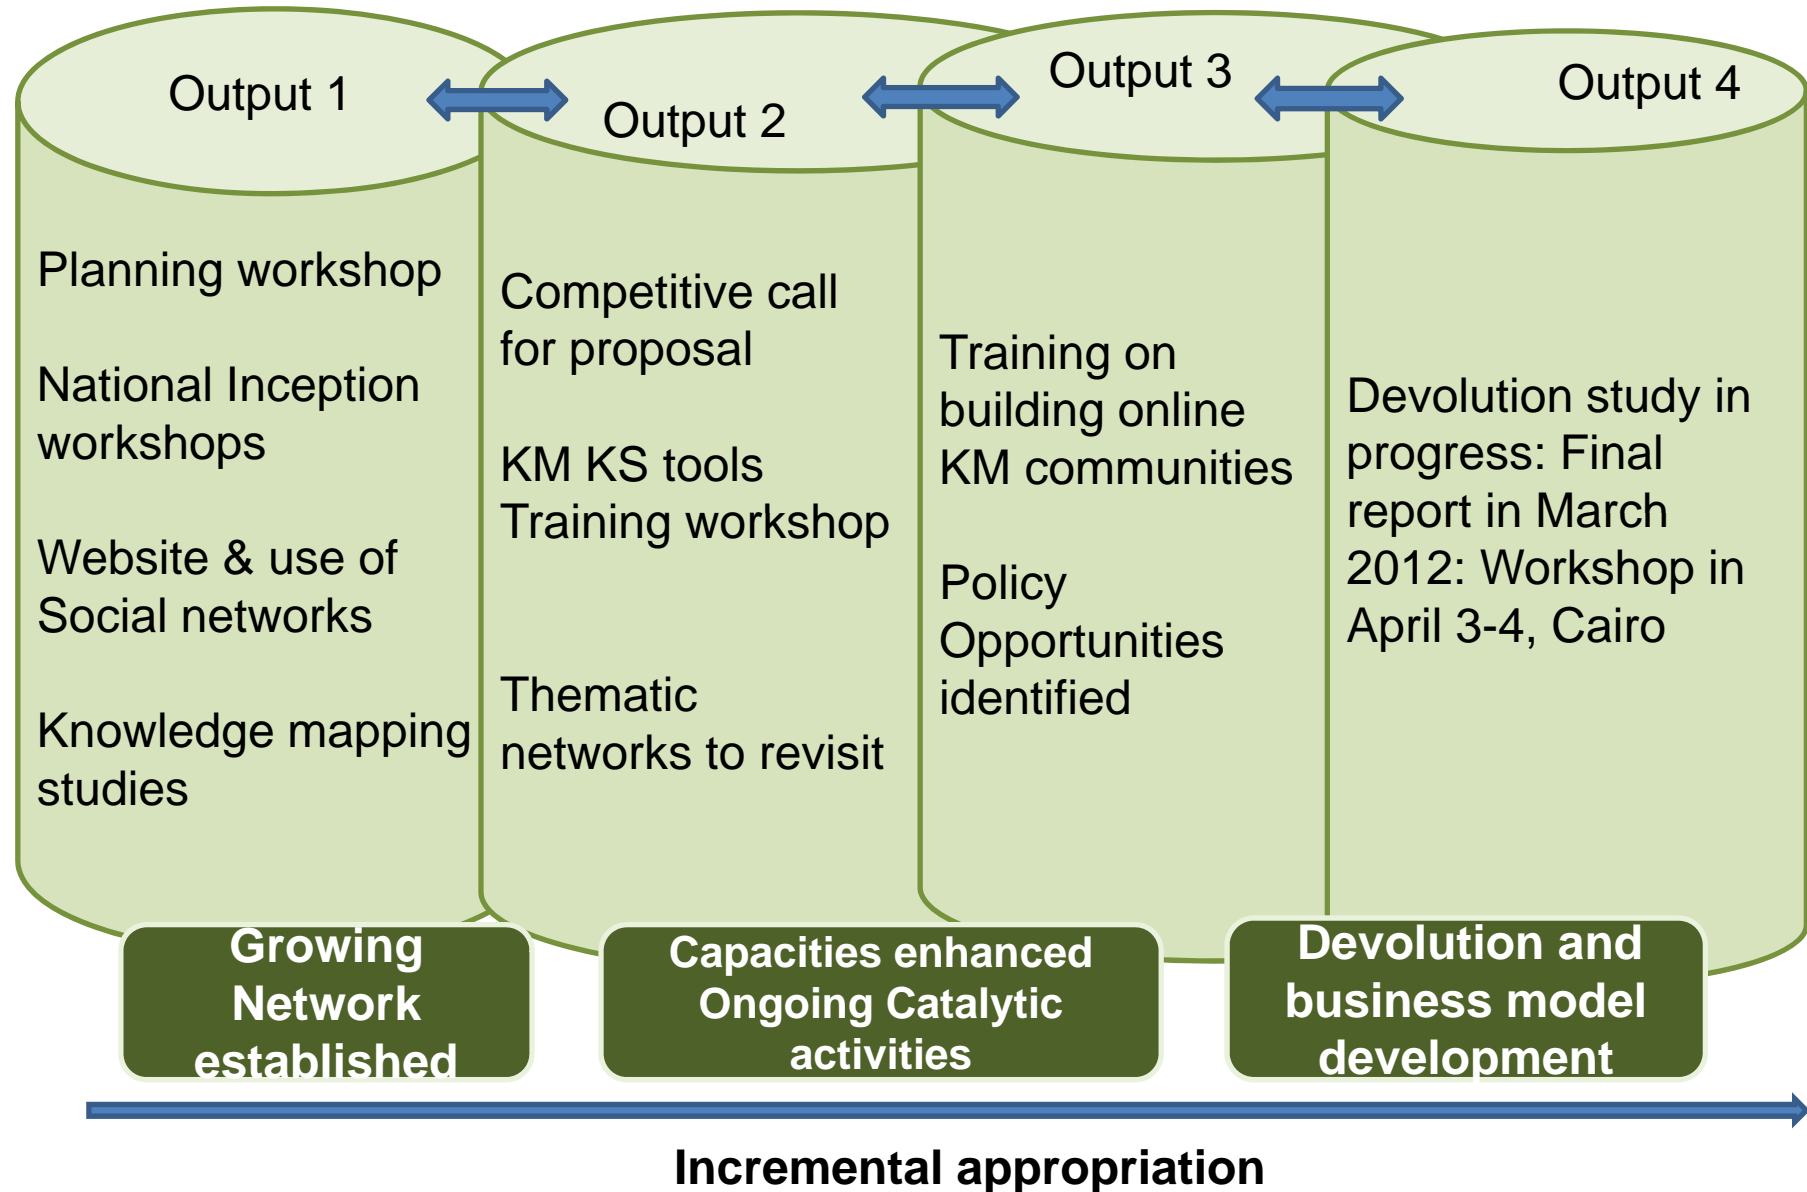 Output 1
Planning workshop
National Inception
workshops
Website & use of
Social networks
Knowledge mapping
studies
Output 2
Competitive call
for proposal
KM KS tools
Training workshop
Thematic
networks to revisit
Output 3
Training on
building online
KM communities
Policy
Opportunities
identified
Output 4
Devolution study in
progress: Final
report in March
2012: Workshop in
April 3-4, Cairo
Growing
Network
established
Capacities enhanced
Ongoing Catalytic
activities
Devolution and
business model
development
Incremental appropriation